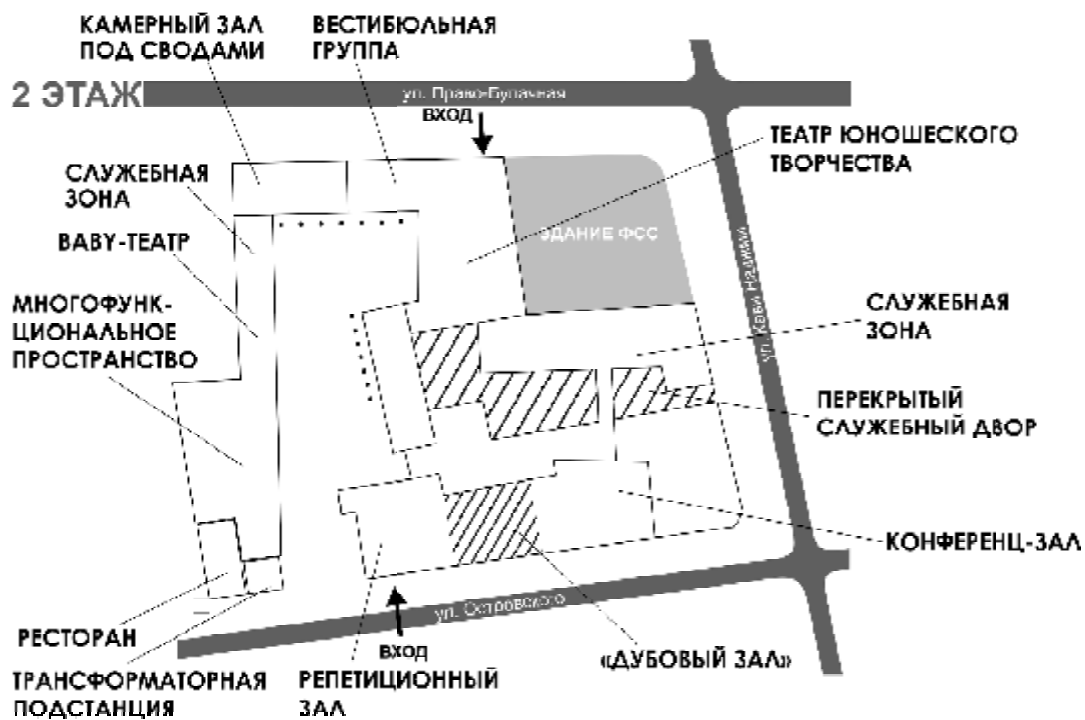 КАМЕРНЫЙ ЗАЛ
ПОД СВОДАМИ
ВЕСТИБЮЛЬНАЯ
ГРУППА
2 ЭТАЖ
ул. Право-Булачная
ВХОД
ТЕАТР ЮНОШЕСКОГО
ТВОРЧЕСТВА
СЛУЖЕБНАЯ
ЗОНА
BABY-ТЕАТР
ЗДАНИЕ ФСС
МНОГОФУНК-
ЦИОНАЛЬНОЕ
ПРОСТРАНСТВО
СЛУЖЕБНАЯ
ЗОНА
ул. Кави Наджми
ПЕРЕКРЫТЫЙ
СЛУЖЕБНЫЙ ДВОР
КОНФЕРЕНЦ-ЗАЛ
ул. Островского
РЕСТОРАН
ВХОД
«ДУБОВЫЙ ЗАЛ»
ТРАНСФОРМАТОРНАЯ
ПОДСТАНЦИЯ
РЕПЕТИЦИОННЫЙ
ЗАЛ